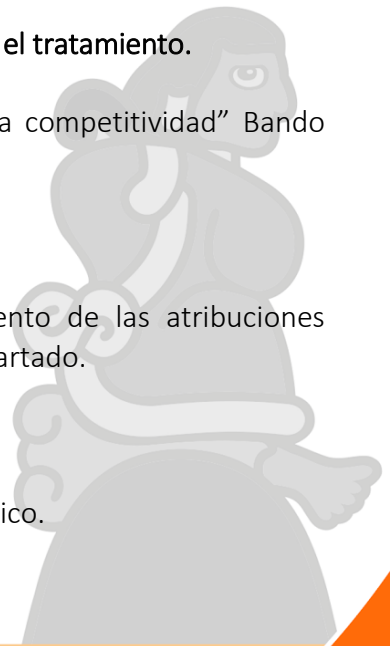 el tratamiento.
a competitividad” Bando
ento de las atribuciones
artado.
ico.